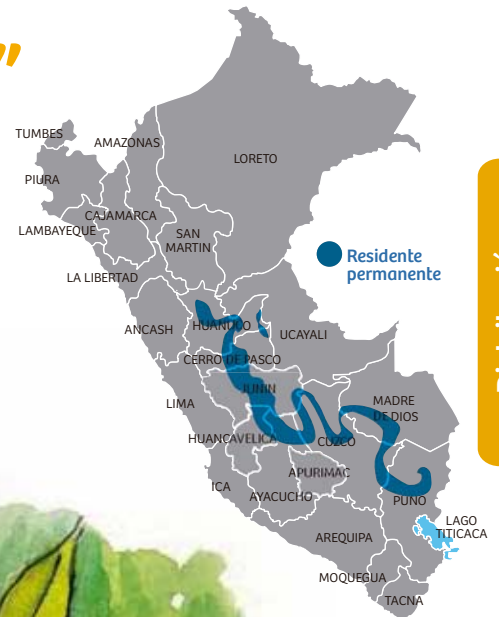 ”
TUMBES
AMAZONAS
LORETO
PIURA
CAJAMARCA
LAMBAYEQUE
SAN
MARTIN
Residente
permanente
LA LIBERTAD
ANCASH
HUÁNUCO
UCAYALI
CERRO DE PASCO
JUNIN
LIMA
MADRE
DE DIOS
HUANCAVELICA
CUZCO
APURIMAC
ICA
AYACUCHO
PUNO
LAGO
TITICACA
AREQUIPA
MOQUEGUA
TACNA